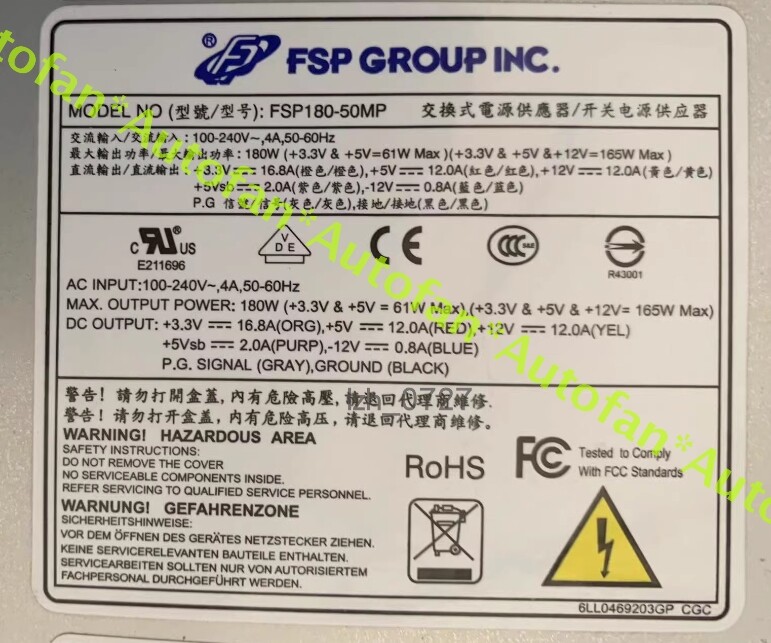 ® FSP GROUP INC.
MODEL NO (型號/型号): FSP180-50MP 交換式電源供應器/开关电源供应器
交流輸入/交流输入: 100-240V~,4A,50-60Hz
最大輸出功率/最大输出功率: 180W (+3.3V & +5V=61W Max)(+3.3V & +5V &+12V=165W Max)
直流輸出/直流输出: +3.3V 16.8A(橙色/橙色),+5V 12.0A(紅色/红色),+12V 12.0A(黃色/黄色)
+5Vsb 2.0A(紫色/紫色),-12V 0.8A(藍色/蓝色)
P.G 信號/信号(灰色/灰色),接地/接地(黑色/黑色)
c RU ® US
E211696
V
D E
CE
CCC S&E
R43001
AC INPUT:100-240V~,4A,50-60Hz
MAX. OUTPUT POWER: 180W (+3.3V & +5V = 61W Max),(+3.3V & +5V & +12V= 165W Max)
DC OUTPUT: +3.3V 16.8A(ORG),+5V 12.0A(RED),+12V 12.0A(YEL)
+5Vsb 2.0A(PURP),-12V 0.8A(BLUE)
P.G. SIGNAL (GRAY),GROUND (BLACK)
警告! 請勿打開盒蓋, 內有危險高壓, 請退回代理商維修.
警告! 请勿打开盒盖, 内有危险高压, 请退回代理商维修.
WARNING! HAZARDOUS AREA
SAFETY INSTRUCTIONS:
DO NOT REMOVE THE COVER
NO SERVICEABLE COMPONENTS INSIDE.
REFER SERVICING TO QUALIFIED SERVICE PERSONNEL.
WARNUNG! GEFAHRENZONE
SICHERHEITSHINWEISE:
VOR DEM ÖFFNEN DES GERÄTES NETZSTECKER ZIEHEN.
KEINE SERVICERELEVANTEN BAUTEILE ENTHALTEN.
SERVICEARBEITEN SOLLTEN NUR VON AUTORISIERTEM
FACHPERSONAL DURCHGEFÜHRT WERDEN.
RoHS
FC Tested to Comply
With FCC Standards
6LL0469203GP CGC
Autofan*Autofan*Autofan*Auto